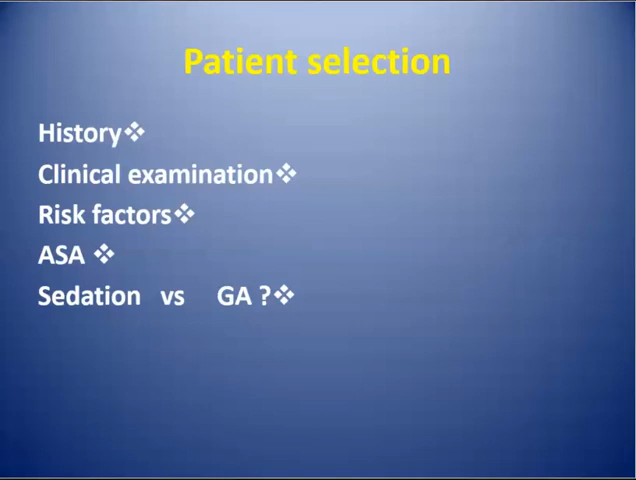 Patient selection
History❖
Clinical examination❖
Risk factors❖
ASA ❖
Sedation vs GA ?❖